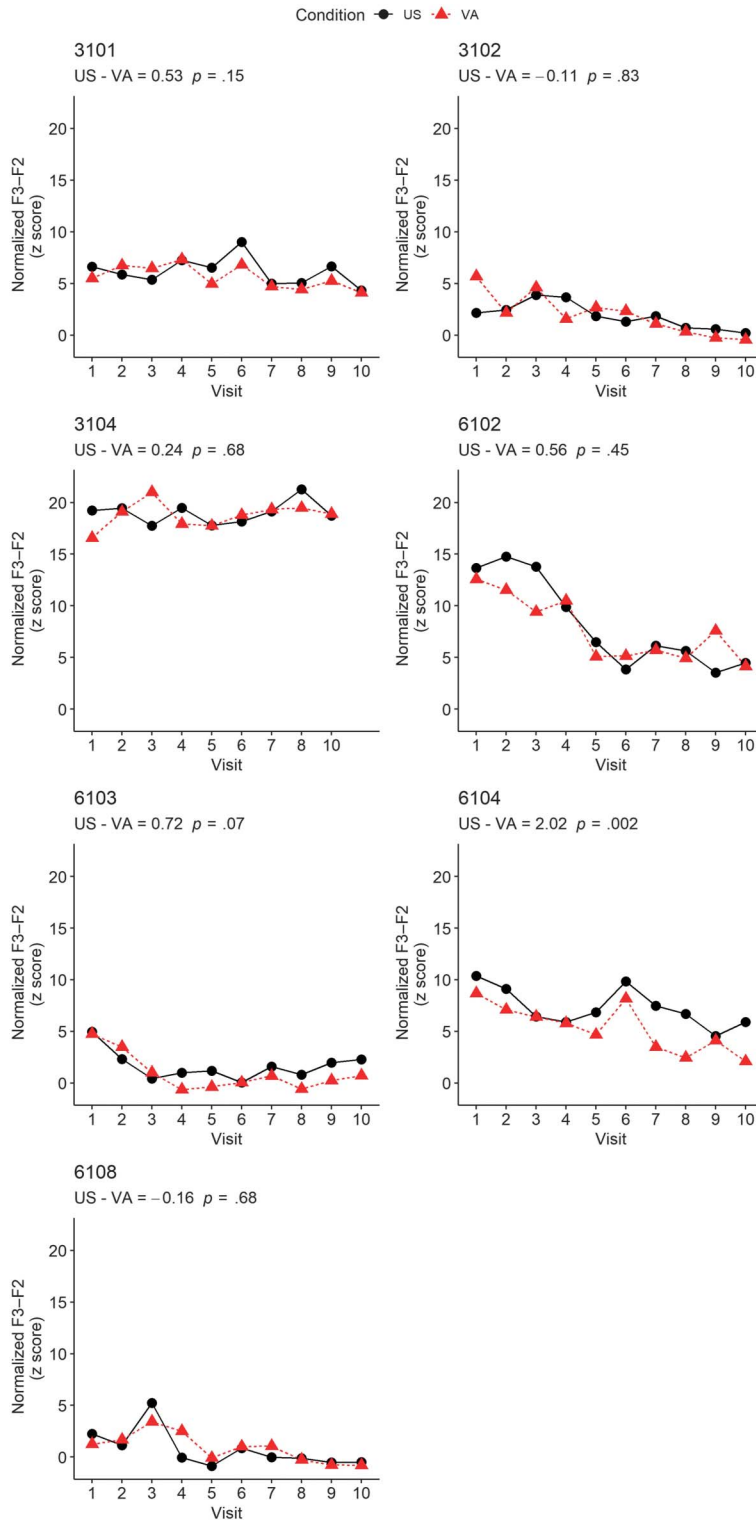 Condition US VA
3101
US - VA = 0.53 p = .15
Normalized F3−F2
(z score)
20
15
10
5
0
1 2 3 4 5 6 7 8 9 10
Visit
3102
US - VA = −0.11 p = .83
Normalized F3−F2
(z score)
20
15
10
5
0
1 2 3 4 5 6 7 8 9 10
Visit
3104
US - VA = 0.24 p = .68
Normalized F3−F2
(z score)
20
15
10
5
0
1 2 3 4 5 6 7 8 10
Visit
6102
US - VA = 0.56 p = .45
Normalized F3−F2
(z score)
20
15
10
5
0
1 2 3 4 5 6 7 8 9 10
Visit
6103
US - VA = 0.72 p = .07
Normalized F3−F2
(z score)
20
15
10
5
0
1 2 3 4 5 6 7 8 9 10
Visit
6104
US - VA = 2.02 p = .002
Normalized F3−F2
(z score)
20
15
10
5
0
1 2 3 4 5 6 7 8 9 10
Visit
6108
US - VA = −0.16 p = .68
Normalized F3−F2
(z score)
20
15
10
5
0
1 2 3 4 5 6 7 8 9 10
Visit